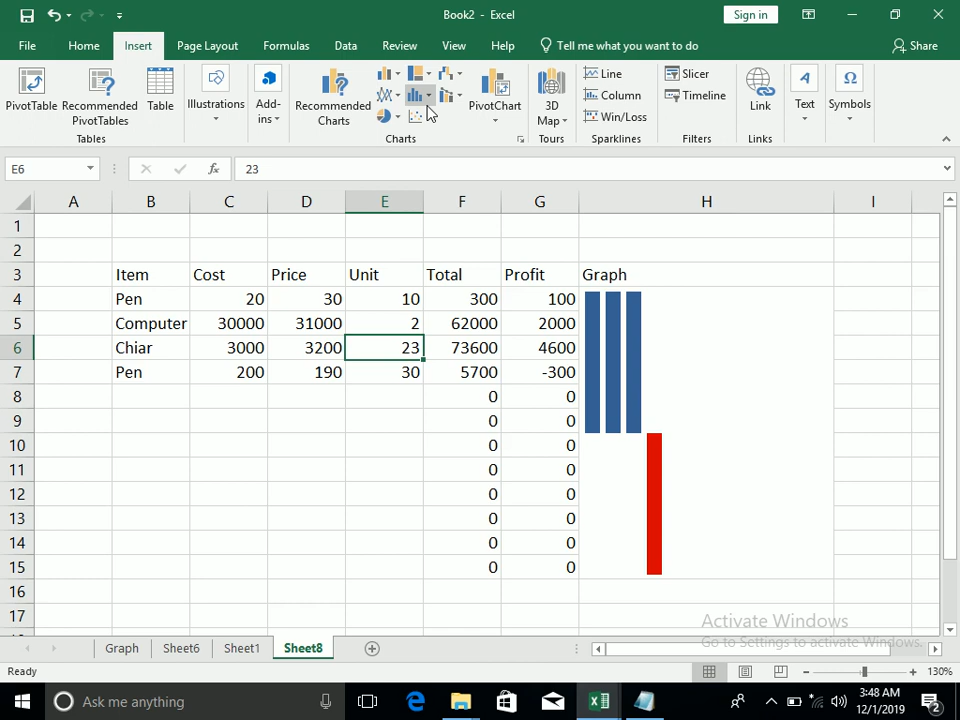 Book2 - Excel
Sign in
File Home Insert Page Layout Formulas Data Review View Help Tell me what you want to do Share
PivotTable Recommended PivotTables Table Illustrations Add-ins Recommended Charts PivotChart 3D Map Line Column Win/Loss Slicer Timeline Link Text Symbols
Tables Charts Tours Sparklines Filters Links
E6 fx 23
A B C D E F G H I
1
2
3 Item Cost Price Unit Total Profit Graph
4 Pen 20 30 10 300 100
5 Computer 30000 31000 2 62000 2000
6 Chiar 3000 3200 23 73600 4600
7 Pen 200 190 30 5700 -300
8 0 0
9 0 0
10 0 0
11 0 0
12 0 0
13 0 0
14 0 0
15 0 0
16
17
Activate Windows
Go to Settings to activate Windows.
Graph Sheet6 Sheet1 Sheet8
Ready 130%
Ask me anything
3:48 AM
12/1/2019
2